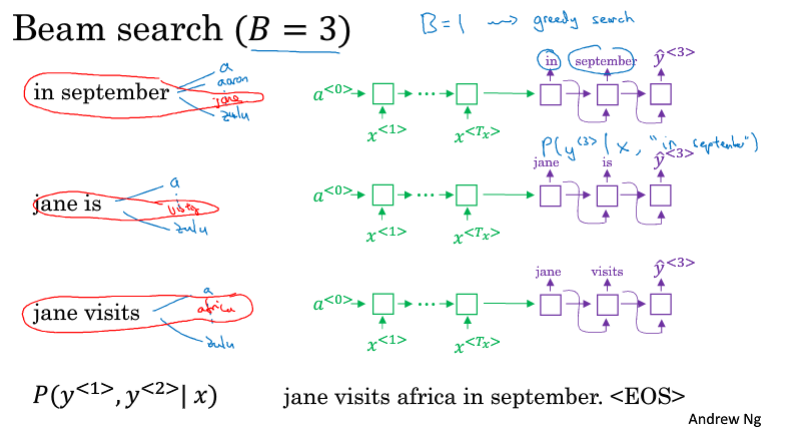 Beam search (B = 3)
B=1 ⇝ greedy search
in september
a
aaron
jane
zulu
a<0>
x<1>
x<Tx>
in
september
ŷ<3>
P(y<3> | x, "in september")
jane is
a
visits
zulu
a<0>
x<1>
x<Tx>
jane
is
ŷ<3>
jane visits
a
africa
zulu
a<0>
x<1>
x<Tx>
jane
visits
ŷ<3>
P(y<1>, y<2>| x)
jane visits africa in september. <EOS>
Andrew Ng